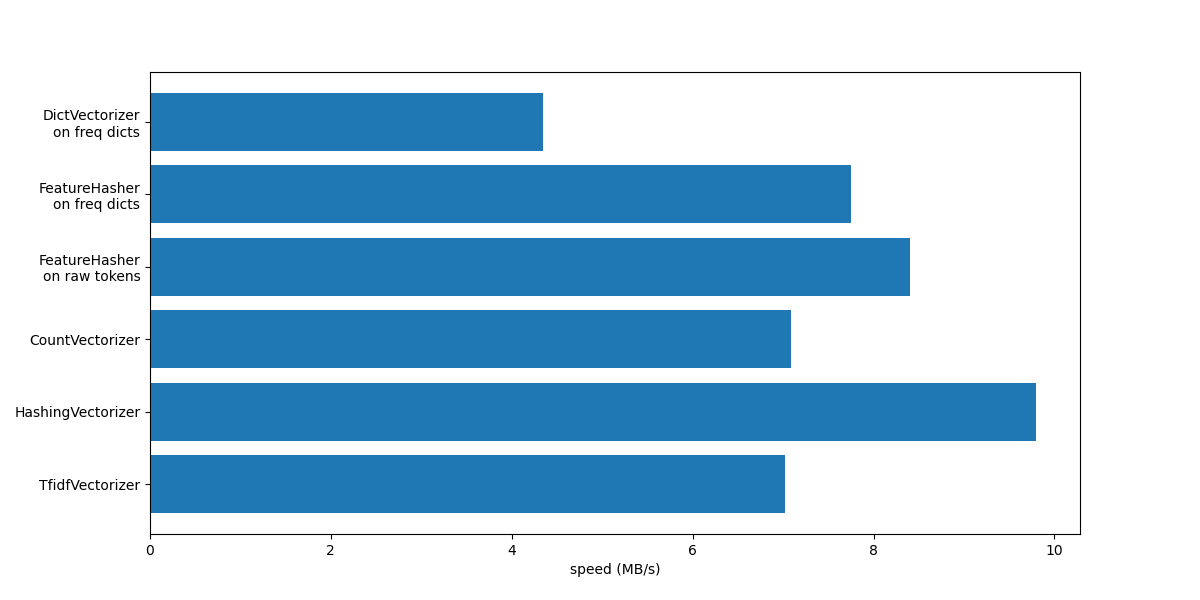 DictVectorizer
on freq dicts
FeatureHasher
on freq dicts
FeatureHasher
on raw tokens
CountVectorizer
HashingVectorizer
TfidfVectorizer
0 2 4 6 8 10
speed (MB/s)